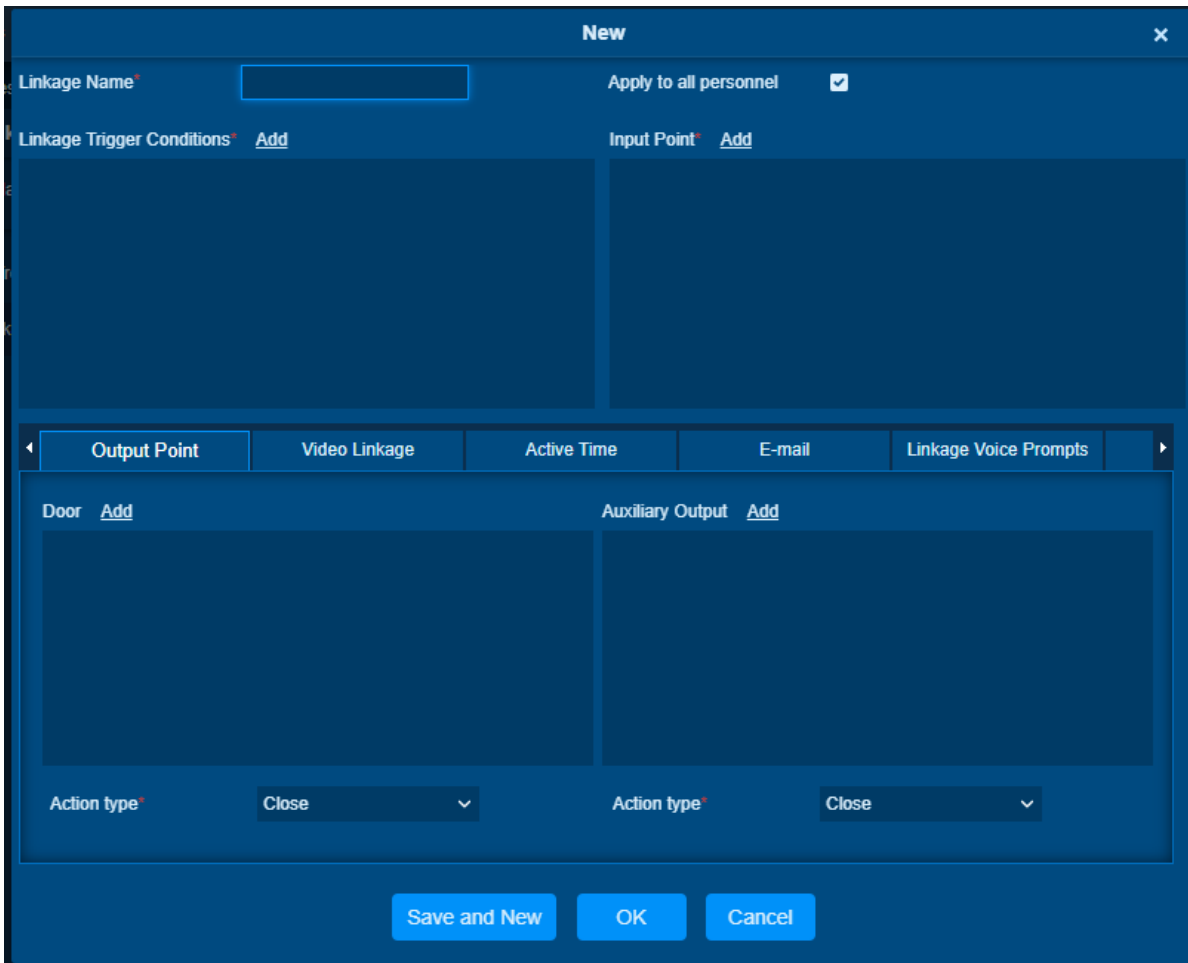 New
Linkage Name*
Apply to all personnel
Linkage Trigger Conditions* Add
Input Point* Add
Output Point
Video Linkage
Active Time
E-mail
Linkage Voice Prompts
Door Add
Auxiliary Output Add
Action type* Close
Action type* Close
Save and New
OK
Cancel